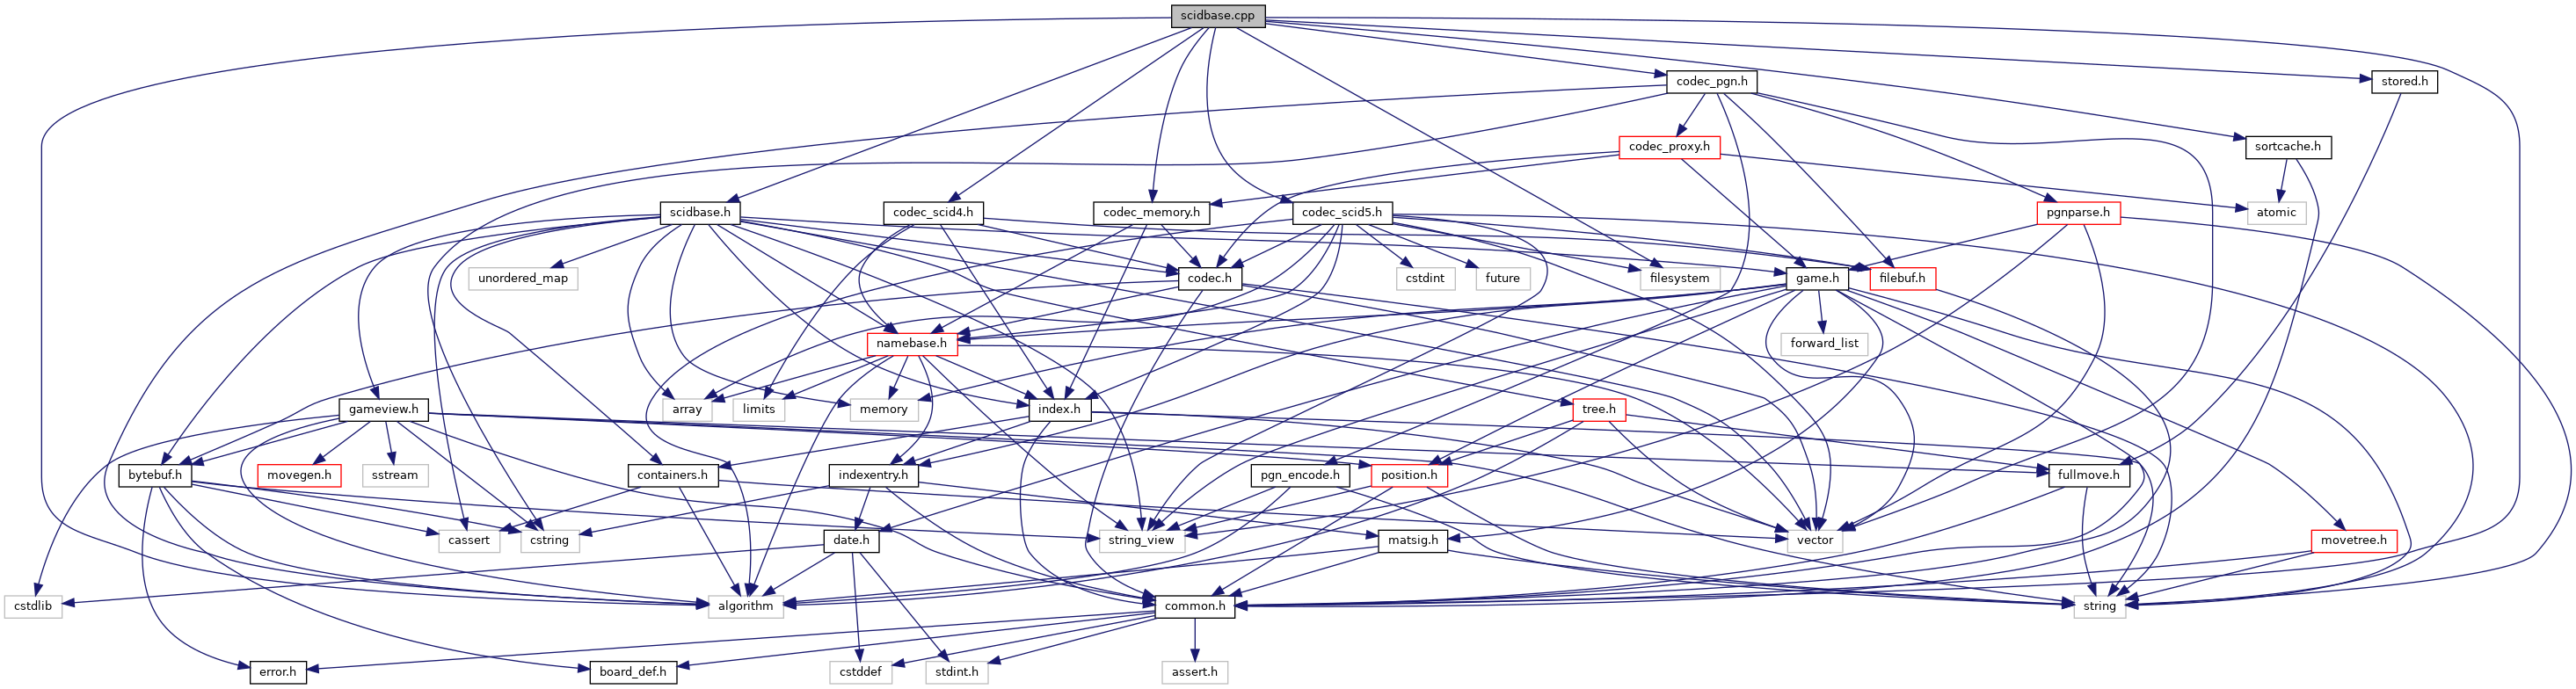 scidbase.cpp
codec_pgn.h
stored.h
codec_proxy.h
sortcache.h
scidbase.h
codec_scid4.h
codec_memory.h
codec_scid5.h
pgnparse.h
atomic
unordered_map
codec.h
cstdint
future
filesystem
game.h
filebuf.h
namebase.h
forward_list
gameview.h
array
limits
memory
index.h
tree.h
bytebuf.h
movegen.h
sstream
containers.h
indexentry.h
pgn_encode.h
position.h
fullmove.h
cassert
cstring
date.h
string_view
matsig.h
vector
movetree.h
cstdlib
algorithm
common.h
string
error.h
board_def.h
cstddef
stdint.h
assert.h